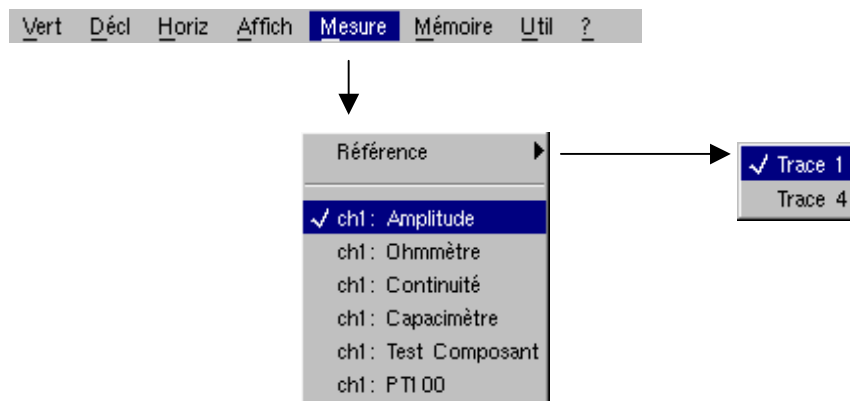 Vert Décl Horiz Affich Mesure Mémoire Util ?
Référence
✓ ch1: Amplitude
ch1: Ohmmètre
ch1: Continuité
ch1: Capacimètre
ch1: Test Composant
ch1: PT100
✓ Trace 1
Trace 4